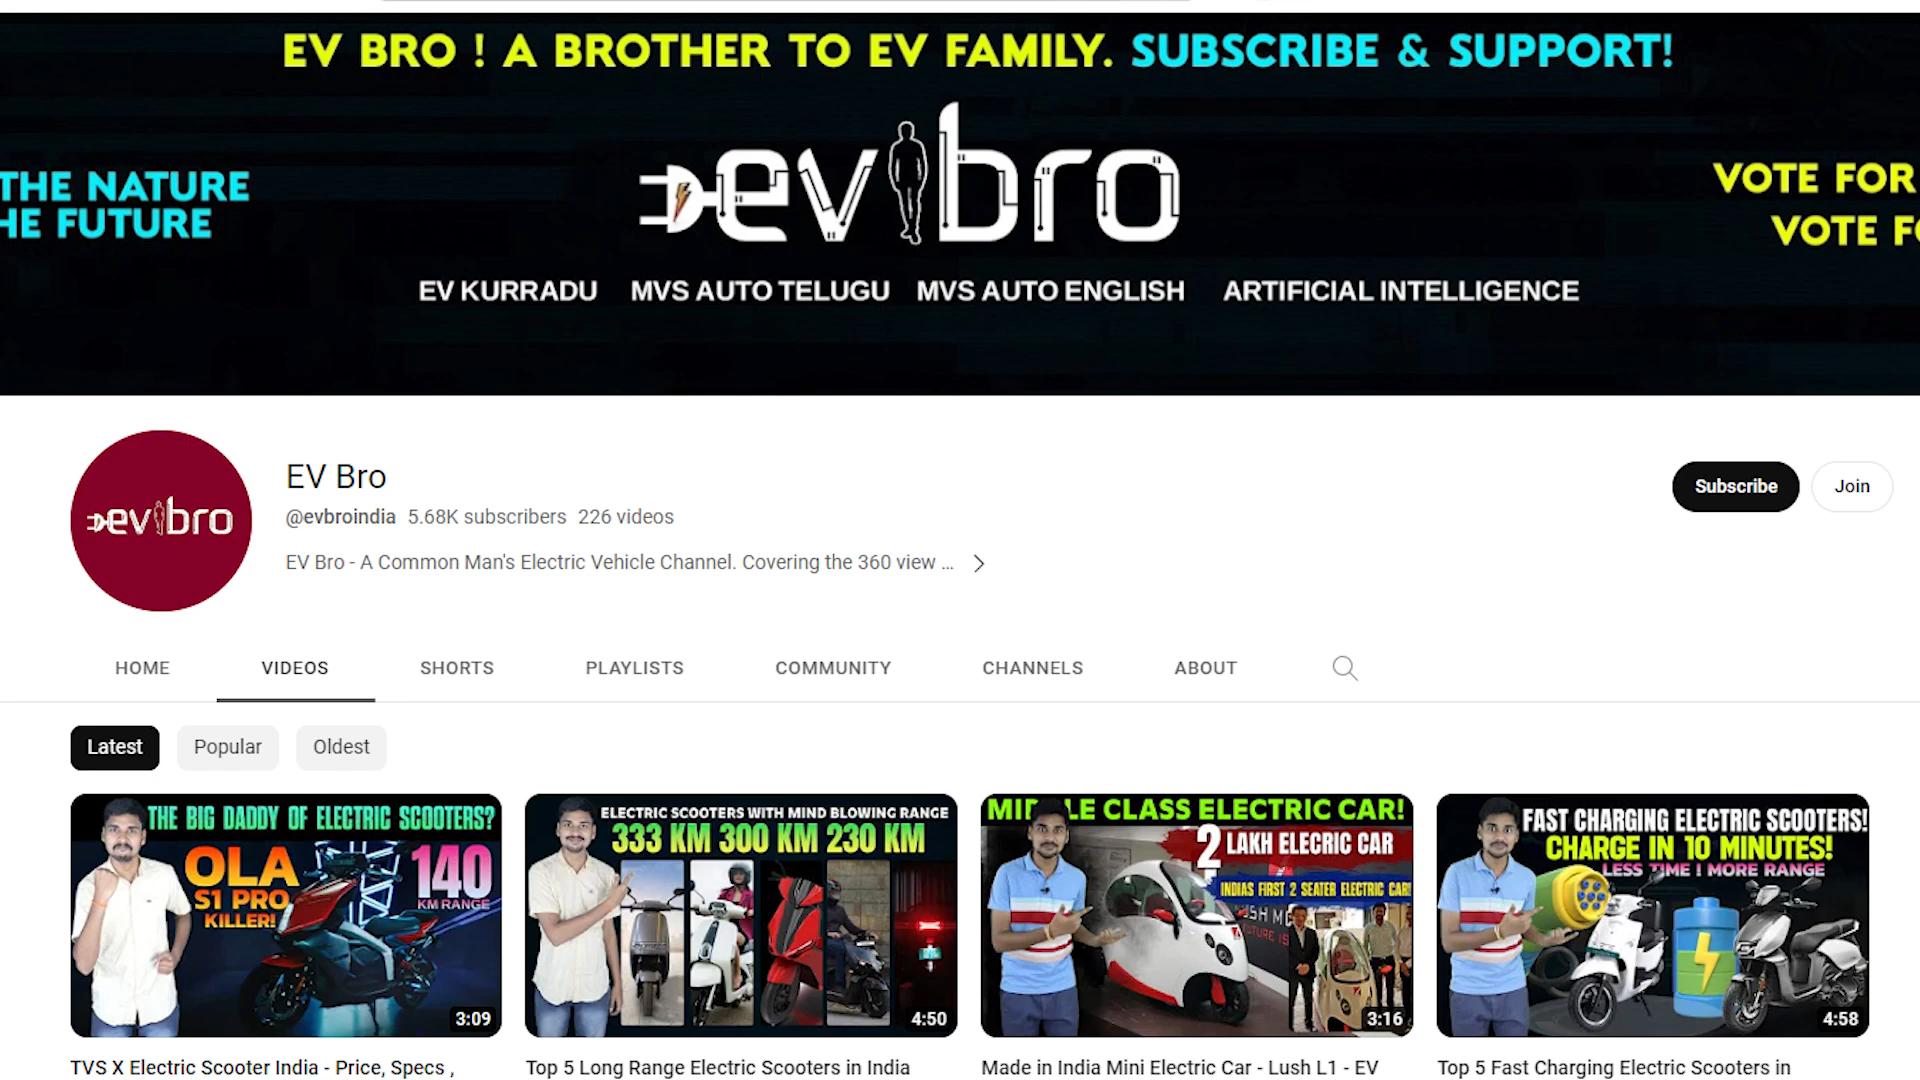 EV BRO ! A BROTHER TO EV FAMILY. SUBSCRIBE & SUPPORT!
THE NATURE
HE FUTURE
ev bro
VOTE FOR
VOTE
EV KURRADU MVS AUTO TELUGU MVS AUTO ENGLISH ARTIFICIAL INTELLIGENCE
ev bro
EV Bro
@evbroindia 5.68K subscribers 226 videos
EV Bro - A Common Man's Electric Vehicle Channel. Covering the 360 view ...
Subscribe
Join
HOME VIDEOS SHORTS PLAYLISTS COMMUNITY CHANNELS ABOUT
Latest Popular Oldest
THE BIG DADDY OF ELECTRIC SCOOTERS?
OLA
S1 PRO
KILLER!
140
KM RANGE
3:09
TVS X Electric Scooter India - Price, Specs ,
ELECTRIC SCOOTERS WITH MIND BLOWING RANGE
333 KM 300 KM 230 KM
4:50
Top 5 Long Range Electric Scooters in India
CLASS ELECTRIC CAR!
2 LAKH ELECRIC CAR
INDIAS FIRST 2 SEATER ELECTRIC CAR!
3:16
Made in India Mini Electric Car - Lush L1 - EV
FAST CHARGING ELECTRIC SCOOTERS!
CHARGE IN 10 MINUTES!
LESS TIME ! MORE RANGE
4:58
Top 5 Fast Charging Electric Scooters in